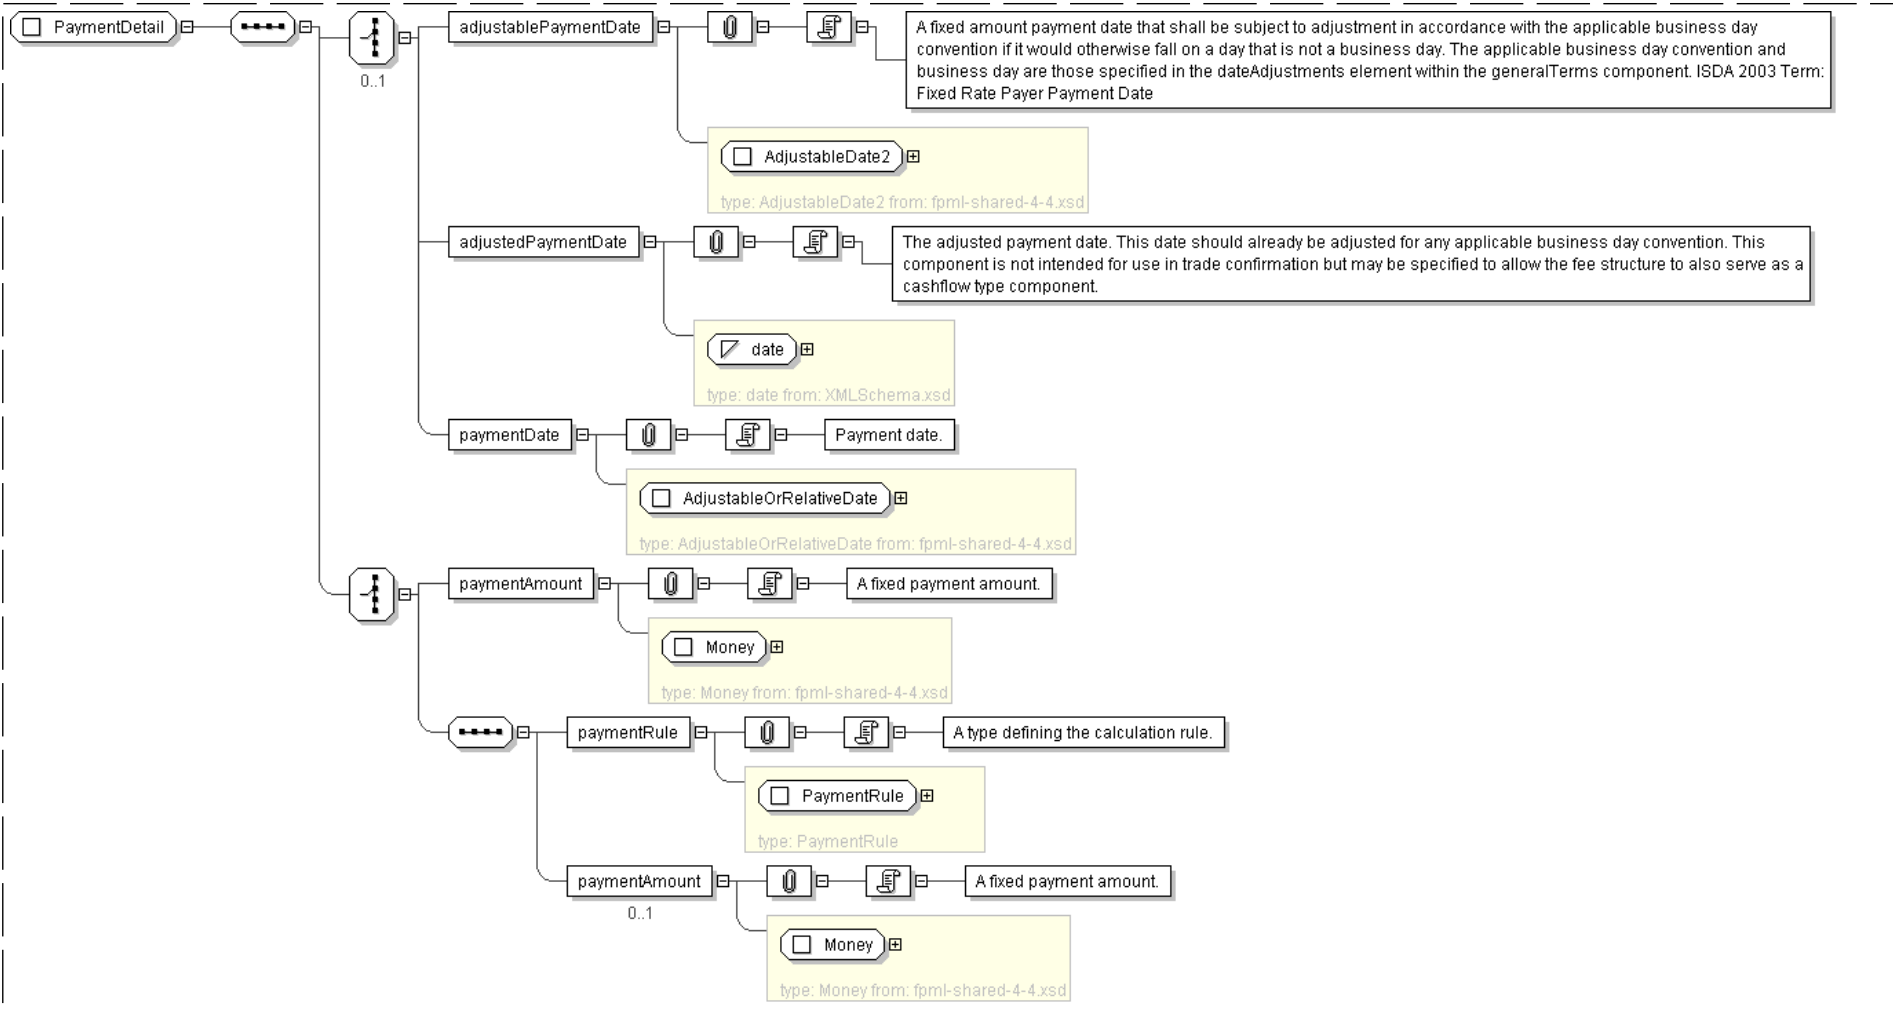 PaymentDetail
0..1
adjustablePaymentDate
A fixed amount payment date that shall be subject to adjustment in accordance with the applicable business day
convention if it would otherwise fall on a day that is not a business day. The applicable business day convention and
business day are those specified in the dateAdjustments element within the generalTerms component. ISDA 2003 Term:
Fixed Rate Payer Payment Date
AdjustableDate2
type: AdjustableDate2 from: fpml-shared-4-4.xsd
adjustedPaymentDate
The adjusted payment date. This date should already be adjusted for any applicable business day convention. This
component is not intended for use in trade confirmation but may be specified to allow the fee structure to also serve as a
cashflow type component.
date
type: date from: XMLSchema.xsd
paymentDate
Payment date.
AdjustableOrRelativeDate
type: AdjustableOrRelativeDate from: fpml-shared-4-4.xsd
paymentAmount
A fixed payment amount.
Money
type: Money from: fpml-shared-4-4.xsd
paymentRule
A type defining the calculation rule.
PaymentRule
type: PaymentRule
paymentAmount
0..1
A fixed payment amount.
Money
type: Money from: fpml-shared-4-4.xsd